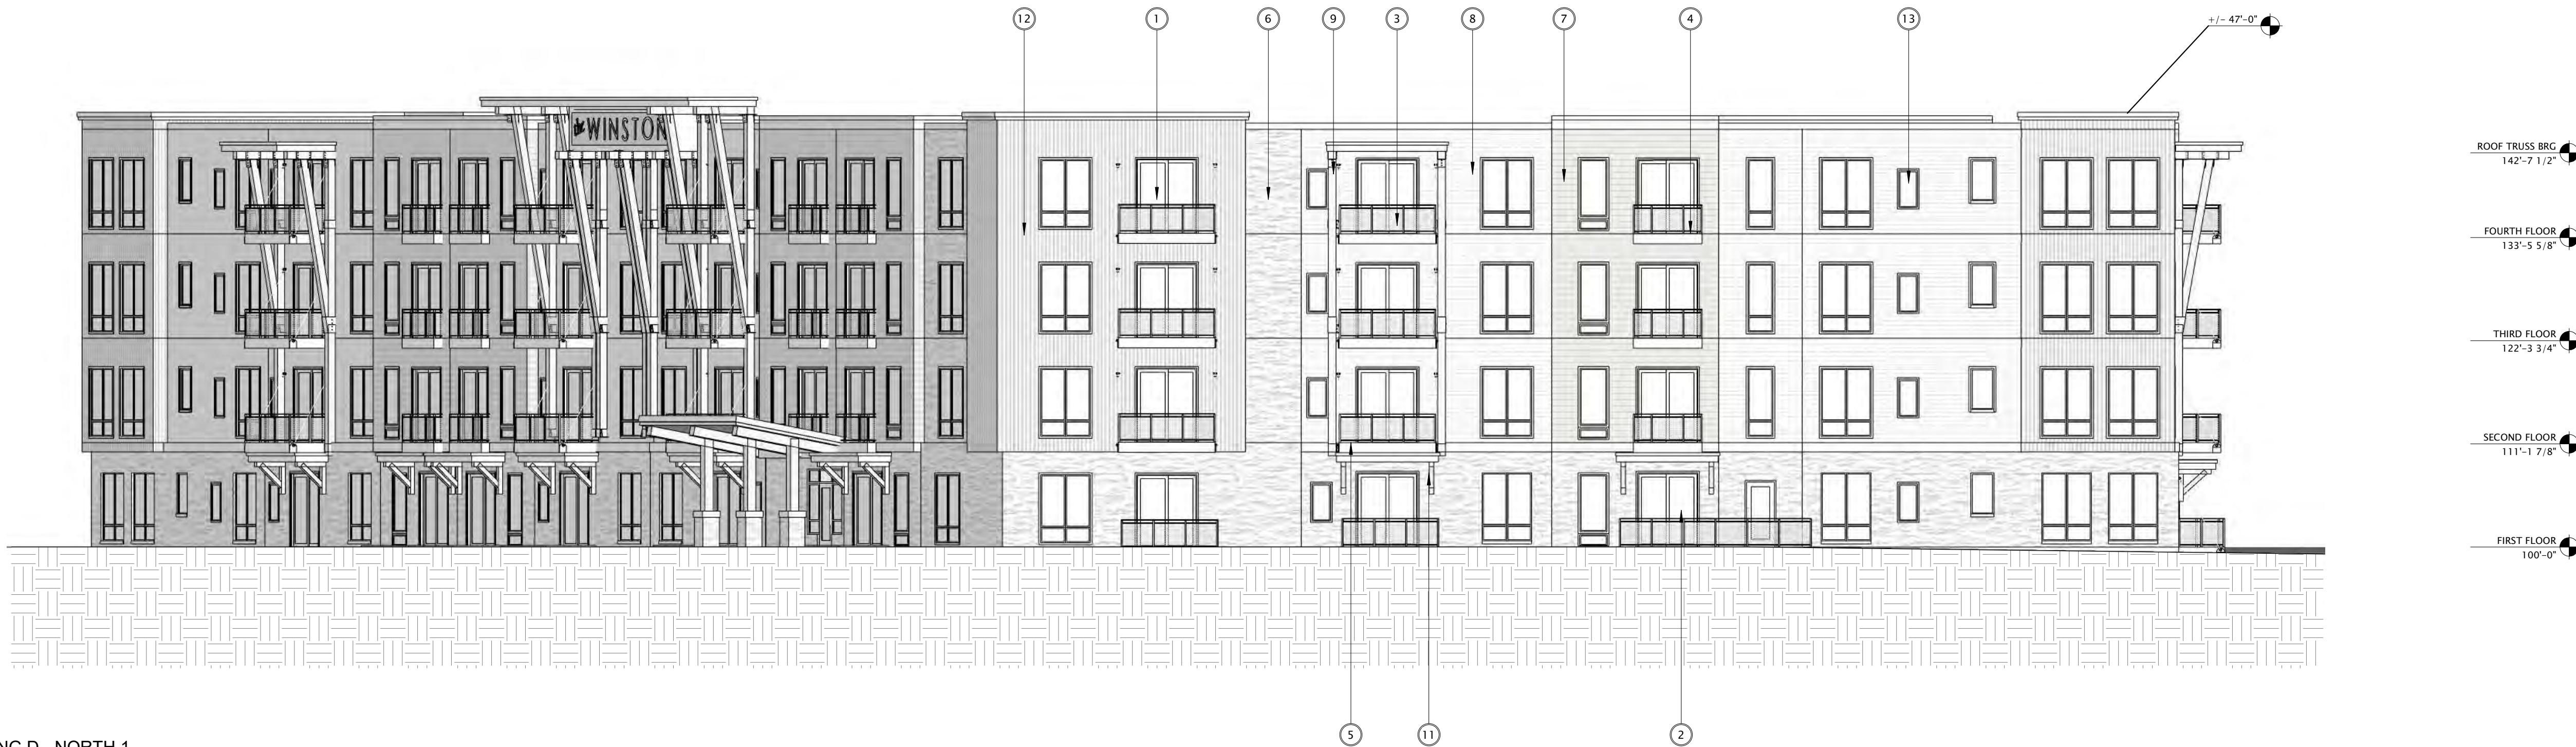 12
1
6
9
3
8
7
4
13
+/- 47'-0"
the WINSTON
ROOF TRUSS BRG
142'-7 1/2"
FOURTH FLOOR
133'-5 5/8"
THIRD FLOOR
122'-3 3/4"
SECOND FLOOR
111'-1 7/8"
FIRST FLOOR
100'-0"
5
11
2
NG D - NORTH 1